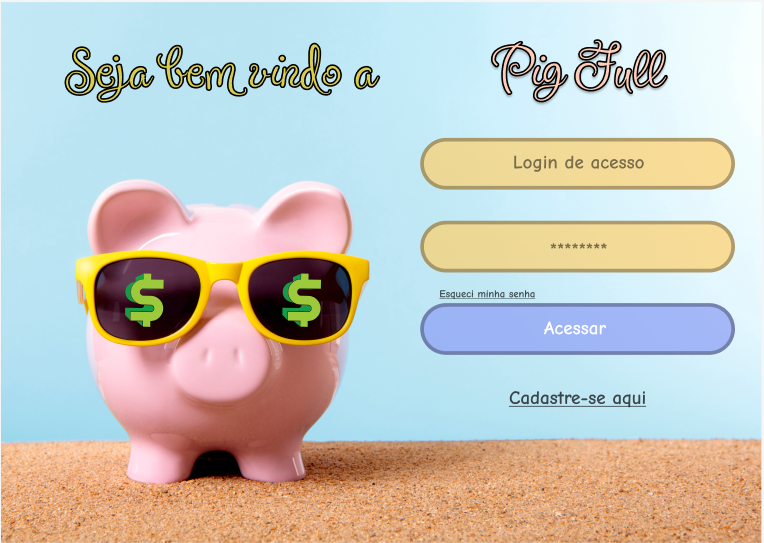 Seja bem vindo a
Pig Full
Login de acesso
********
Esqueci minha senha
Acessar
Cadastre-se aqui
$ $